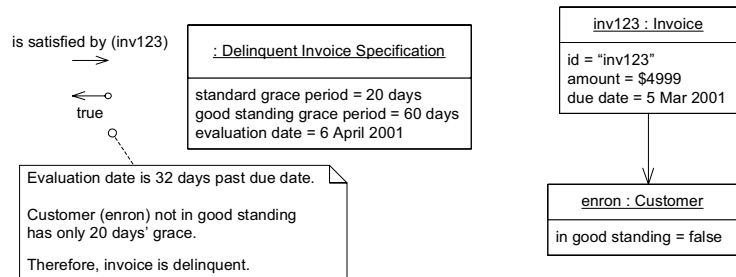 is satisfied by (inv123)
true
: Delinquent Invoice Specification
standard grace period = 20 days
good standing grace period = 60 days
evaluation date = 6 April 2001
Evaluation date is 32 days past due date.
Customer (enron) not in good standing
has only 20 days’ grace.
Therefore, invoice is delinquent.
inv123 : Invoice
id = “inv123”
amount = $4999
due date = 5 Mar 2001
enron : Customer
in good standing = false